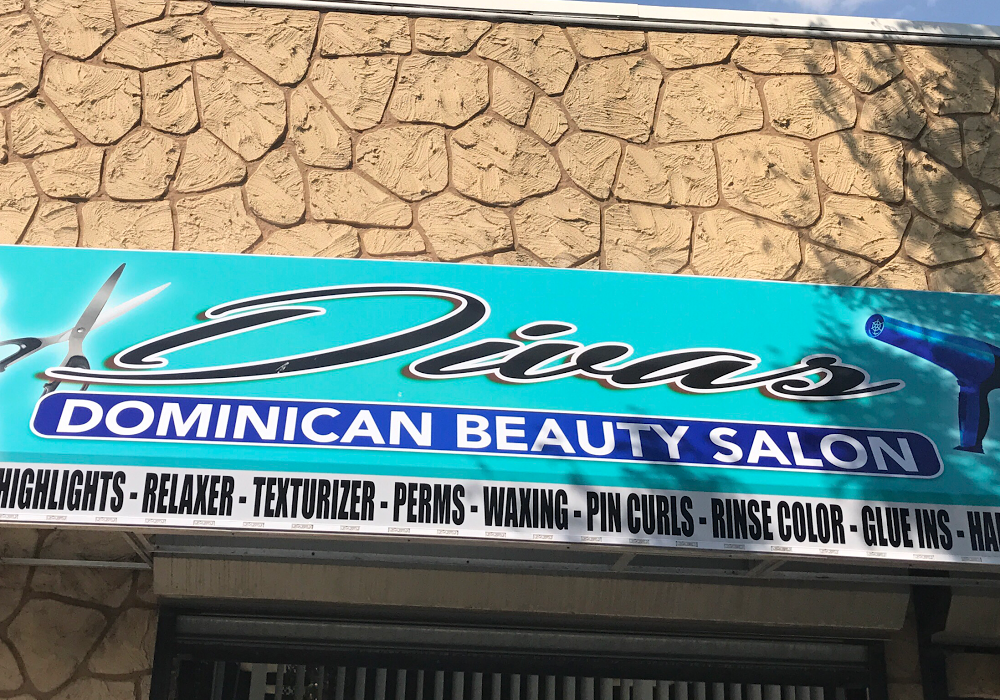 Divas
DOMINICAN BEAUTY SALON
HIGHLIGHTS - RELAXER - TEXTURIZER - PERMS - WAXING - PIN CURLS - RINSE COLOR - GLUE INS -